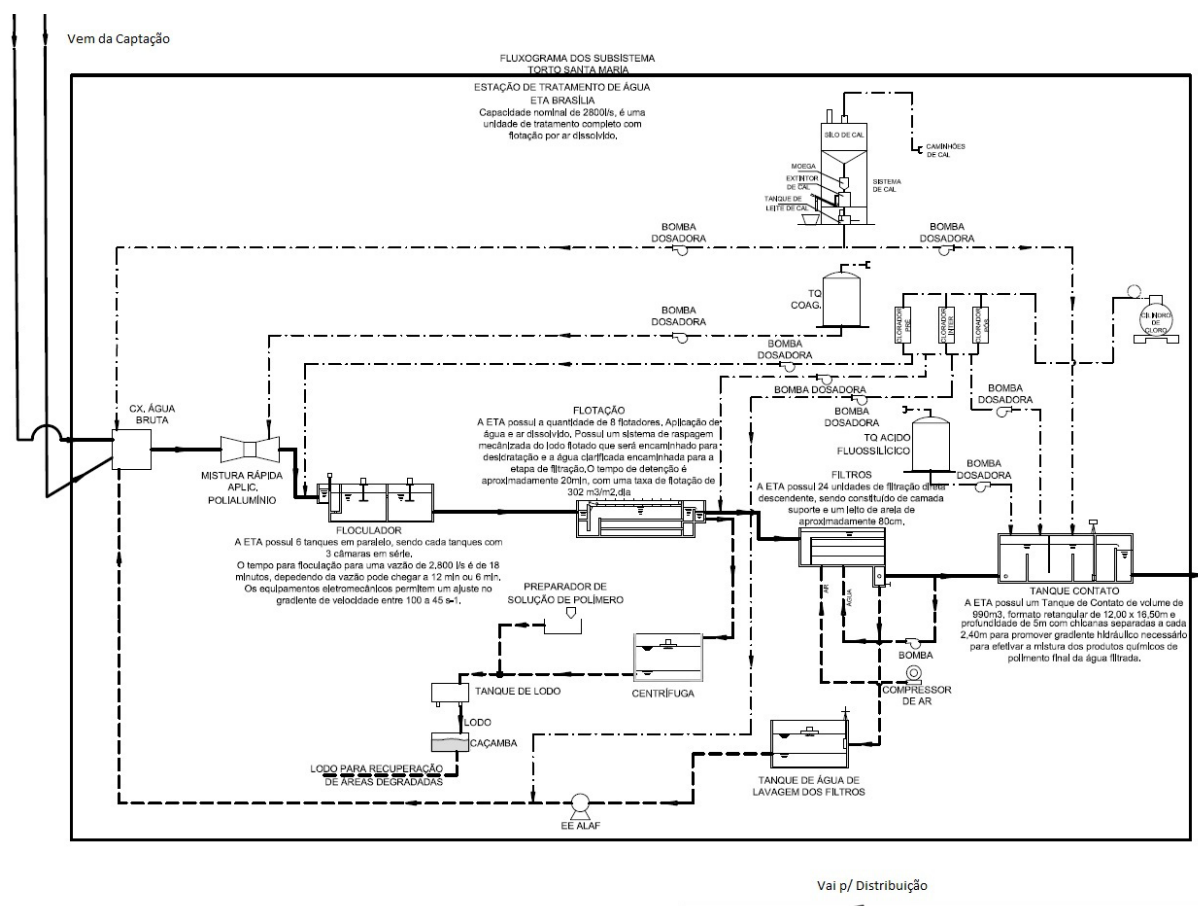 Vem da Captação
FLUXOGRAMA DOS SUBSISTEMA
TORTO SANTA MARIA
ESTAÇÃO DE TRATAMENTO DE ÁGUA
ETA BRASÍLIA
Capacidade nominal de 2800l/s, é uma
unidade de tratamento completo com
flotação por ar dissolvido.
SILO DE CAL
CAMINHÕES
DE CAL
MOEGA
EXTINTOR
DE CAL
TANQUE DE
LEITE DE CAL
SISTEMA
DE CAL
BOMBA
DOSADORA
BOMBA
DOSADORA
TQ
COAG.
BOMBA
DOSADORA
CLORADOR
PRÉ
CLORADOR
INTER
CLORADOR
PÓS
CILINDRO
DE
CLORO
BOMBA
DOSADORA
BOMBA DOSADORA
BOMBA
DOSADORA
BOMBA
DOSADORA
TQ ACIDO
FLUOSSILÍCICO
BOMBA
DOSADORA
CX. ÁGUA
BRUTA
MISTURA RÁPIDA
APLIC.
POLIALUMÍNIO
FLOTAÇÃO
A ETA possui a quantidade de 8 flotadores. Aplicação de
água e ar dissolvido. Possui um sistema de raspagem
mecânizada do lodo flotado que será encaminhado para
desidratação e a água clarificada encaminhada para a
etapa de filtração.O tempo de detenção é
aproximadamente 20min, com uma taxa de flotação de
302 m3/m2.dia
FILTROS
A ETA possui 24 unidades de filtração direta
descendente, sendo constituído de camada
suporte e um leito de areia de
aproximadamente 80cm.
FLOCULADOR
A ETA possui 6 tanques em paralelo, sendo cada tanques com
3 câmaras em série.
O tempo para floculação para uma vazão de 2.800 l/s é de 18
minutos, depedendo da vazão pode chegar a 12 min ou 6 min.
Os equipamentos eletromecânicos permitem um ajuste no
gradiente de velocidade entre 100 a 45 s-1.
AR
ÁGUA
TANQUE CONTATO
A ETA possui um Tanque de Contato de volume de
990m3, formato retangular de 12,00 x 16,50m e
profundidade de 5m com chicanas separadas a cada
2,40m para promover gradiente hidráulico necessário
para efetivar a mistura dos produtos químicos de
polimento final da água filtrada.
PREPARADOR DE
SOLUÇÃO DE POLÍMERO
BOMBA
COMPRESSOR
DE AR
TANQUE DE LODO
CENTRÍFUGA
LODO
CAÇAMBA
LODO PARA RECUPERAÇÃO
DE ÁREAS DEGRADADAS
TANQUE DE ÁGUA DE
LAVAGEM DOS FILTROS
EE ALAF
Vai p/ Distribuição